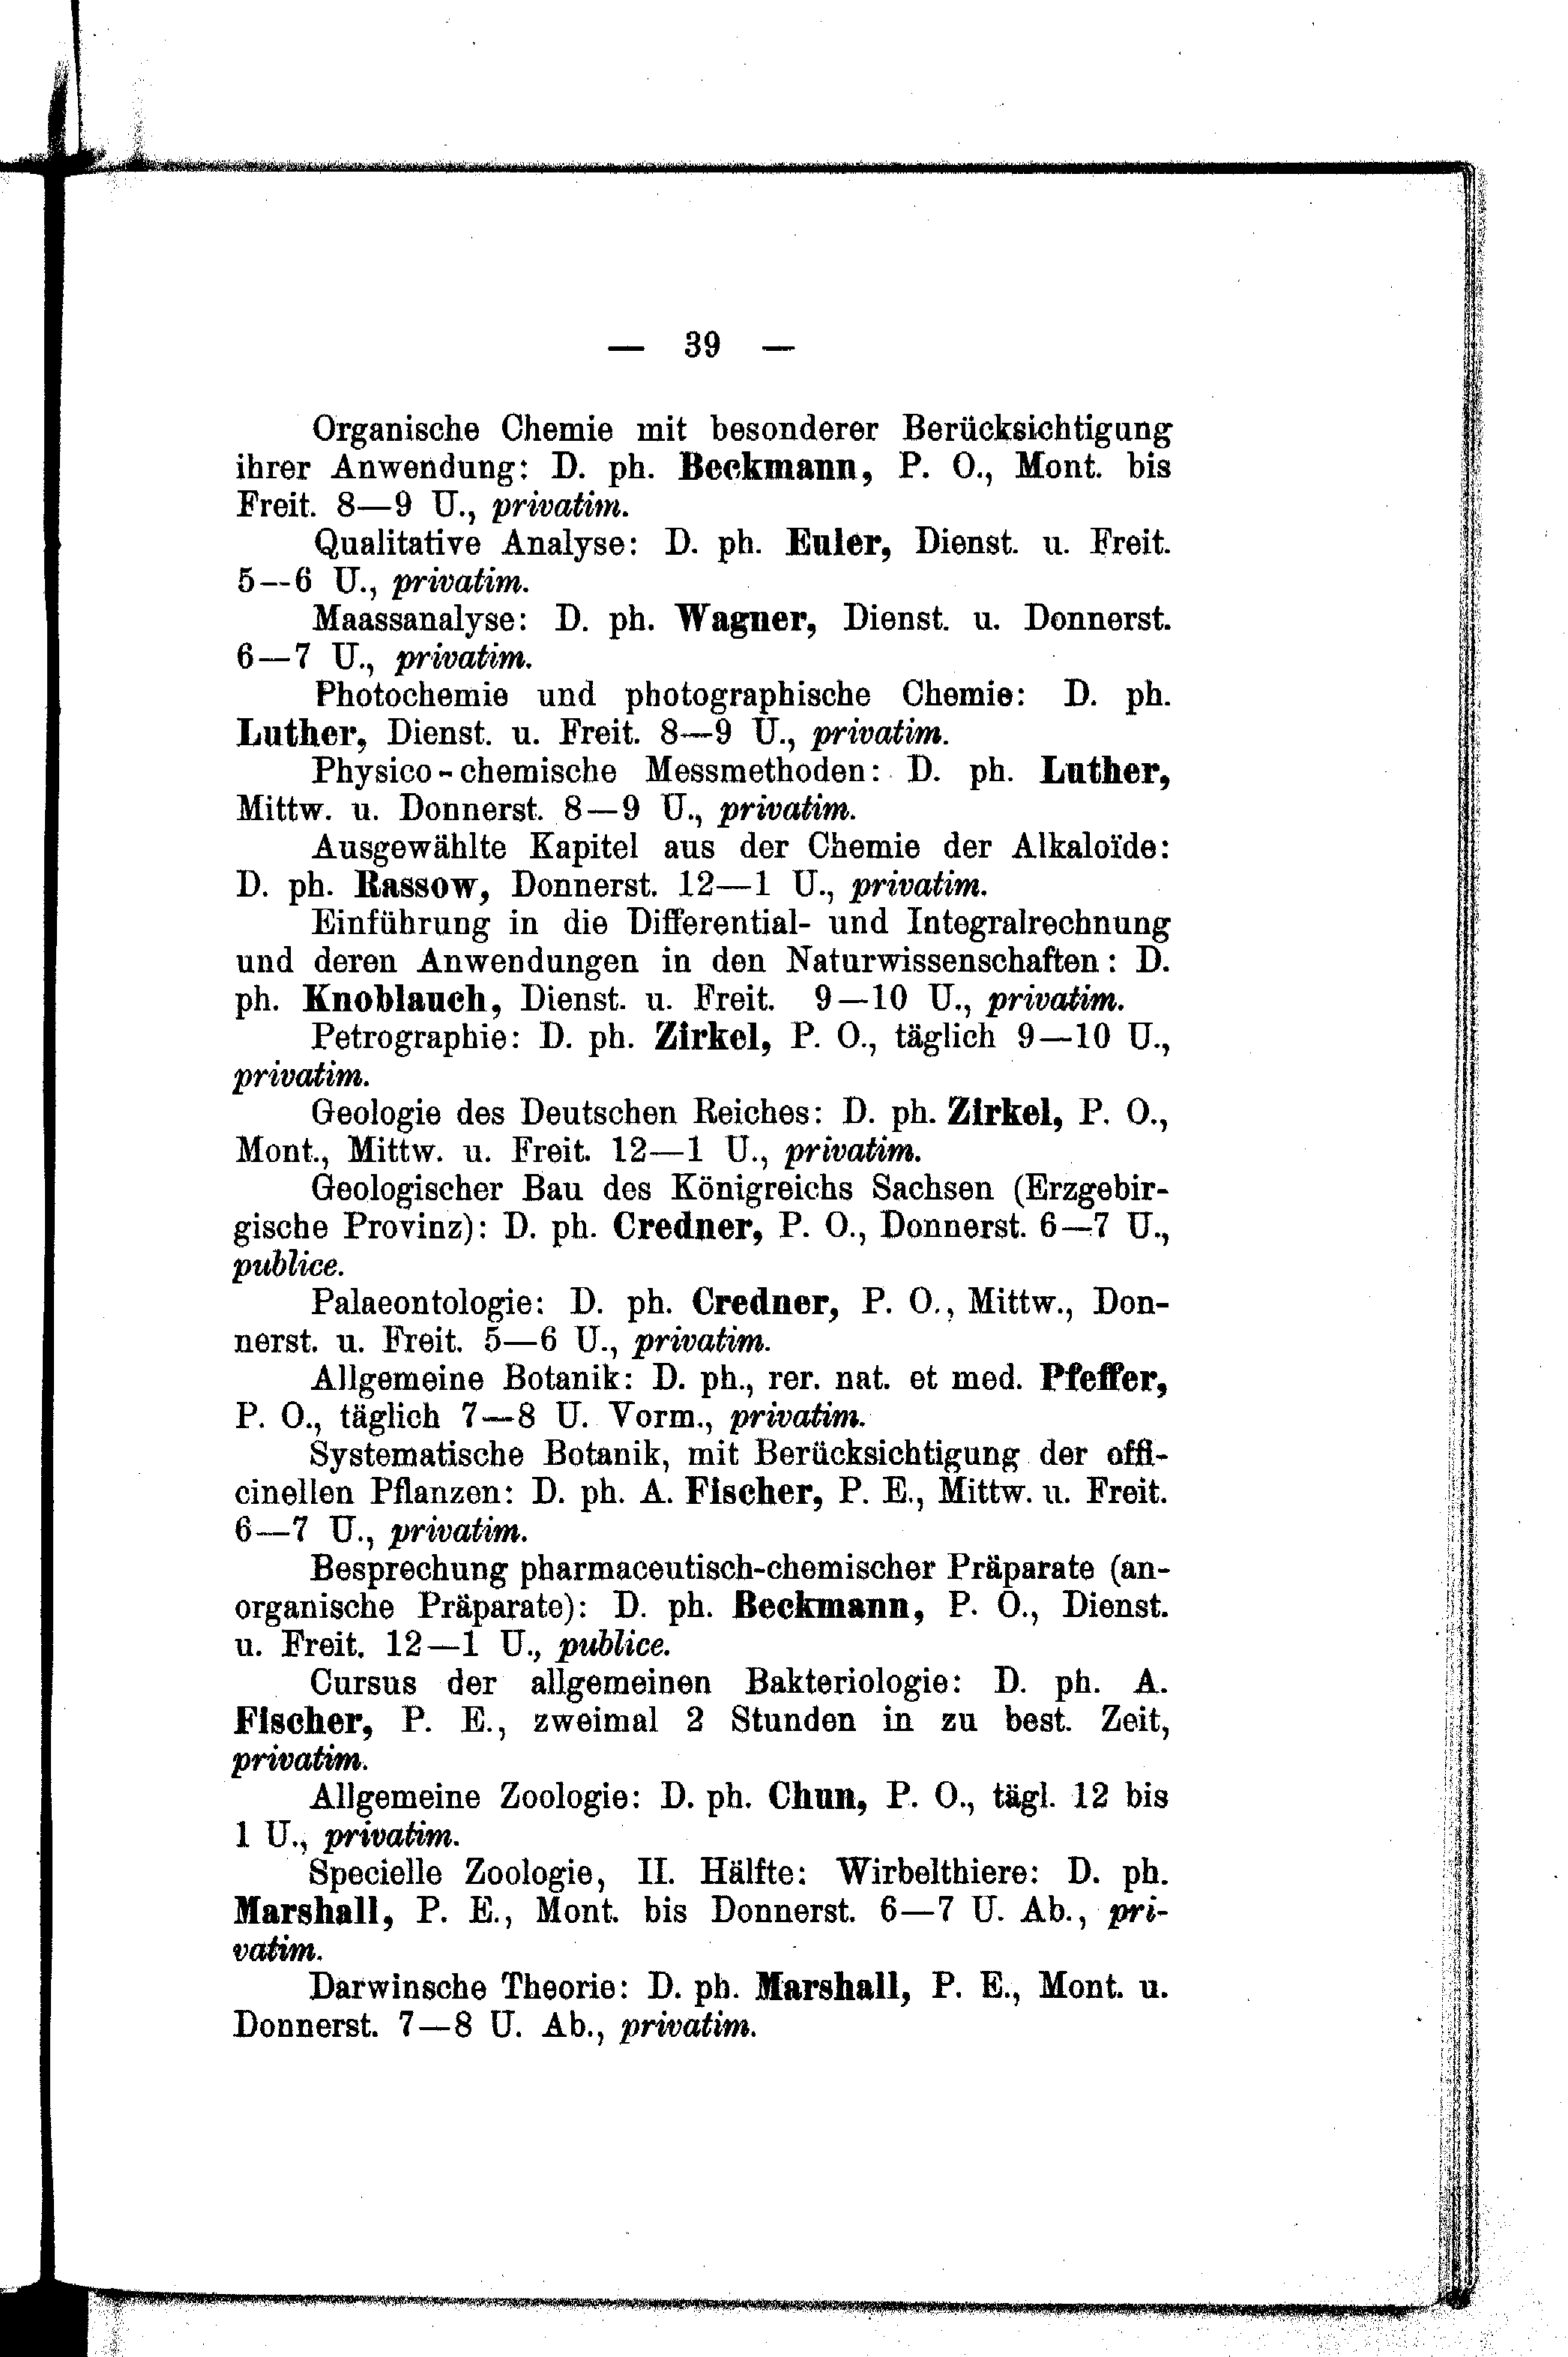 — 39 —
Organische Chemie mit besonderer Berücksichtigung
ihrer Anwendung: D. ph. Beckmann, P. O., Mont. bis
Freit. 8—9 U., privatim.
Qualitative Analyse: D. ph. Euler, Dienst. u. Freit.
5—6 U., privatim.
Maassanalyse: D. ph. Wagner, Dienst. u. Donnerst.
6—7 U., privatim.
Photochemie und photographische Chemie: D. ph.
Luther, Dienst. u. Freit. 8—9 U., privatim.
Physico-chemische Messmethoden: D. ph. Luther,
Mittw. u. Donnerst. 8—9 U., privatim.
Ausgewählte Kapitel aus der Chemie der Alkaloïde:
D. ph. Rassow, Donnerst. 12—1 U., privatim.
Einführung in die Differential- und Integralrechnung
und deren Anwendungen in den Naturwissenschaften: D.
ph. Knoblauch, Dienst. u. Freit. 9—10 U., privatim.
Petrographie: D. ph. Zirkel, P. O., täglich 9—10 U.,
privatim.
Geologie des Deutschen Reiches: D. ph. Zirkel, P. O.,
Mont., Mittw. u. Freit. 12—1 U., privatim.
Geologischer Bau des Königreichs Sachsen (Erzgebir-
gische Provinz): D. ph. Credner, P. O., Donnerst. 6—7 U.,
publice.
Palaeontologie: D. ph. Credner, P. O., Mittw., Don-
nerst. u. Freit. 5—6 U., privatim.
Allgemeine Botanik: D. ph., rer. nat. et med. Pfeffer,
P. O., täglich 7—8 U. Vorm., privatim.
Systematische Botanik, mit Berücksichtigung der offi-
cinellen Pflanzen: D. ph. A. Fischer, P. E., Mittw. u. Freit.
6—7 U., privatim.
Besprechung pharmaceutisch-chemischer Präparate (an-
organische Präparate): D. ph. Beckmann, P. O., Dienst.
u. Freit. 12—1 U., publice.
Cursus der allgemeinen Bakteriologie: D. ph. A.
Fischer, P. E., zweimal 2 Stunden in zu best. Zeit,
privatim.
Allgemeine Zoologie: D. ph. Chun, P. O., tägl. 12 bis
1 U., privatim.
Specielle Zoologie, II. Hälfte: Wirbelthiere: D. ph.
Marshall, P. E., Mont. bis Donnerst. 6—7 U. Ab., pri-
vatim.
Darwinsche Theorie: D. ph. Marshall, P. E., Mont. u.
Donnerst. 7—8 U. Ab., privatim.